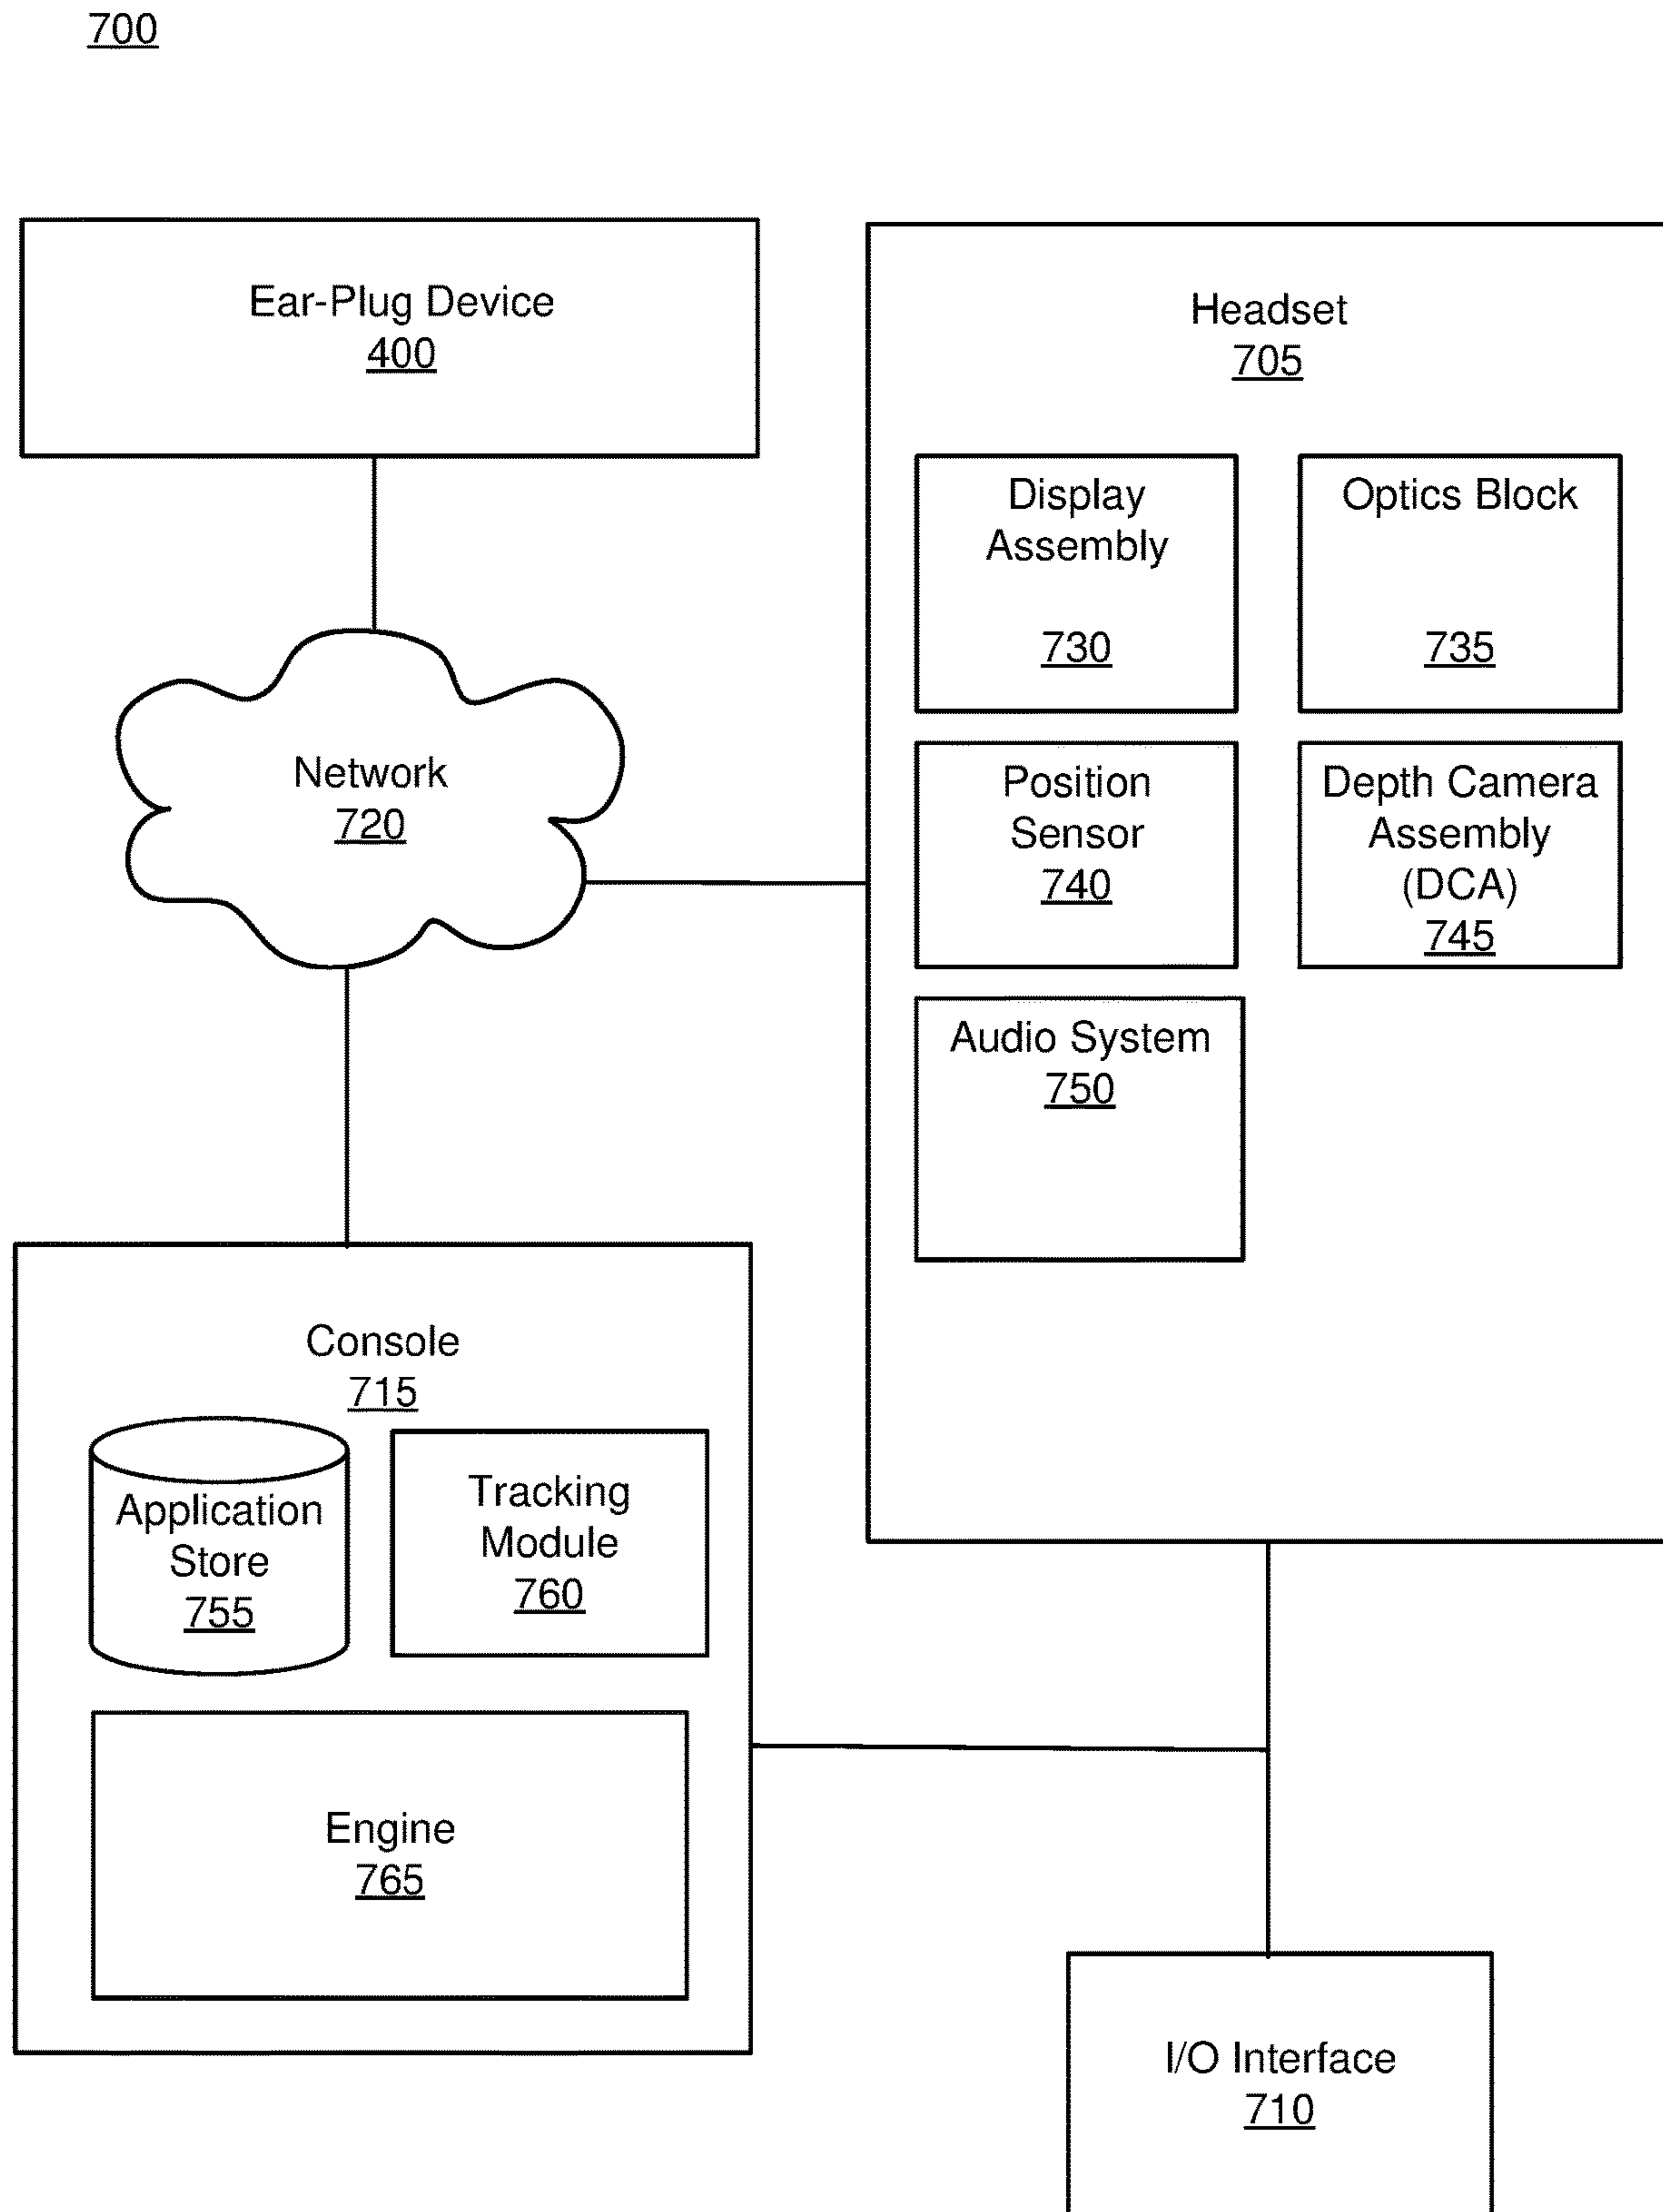 700
Ear-Plug Device
400
Headset
705
Display
Assembly
730
Optics Block
735
Network
720
Position
Sensor
740
Depth Camera
Assembly
(DCA)
745
Audio System
750
Console
715
Application
Store
755
Tracking
Module
760
Engine
765
I/O Interface
710